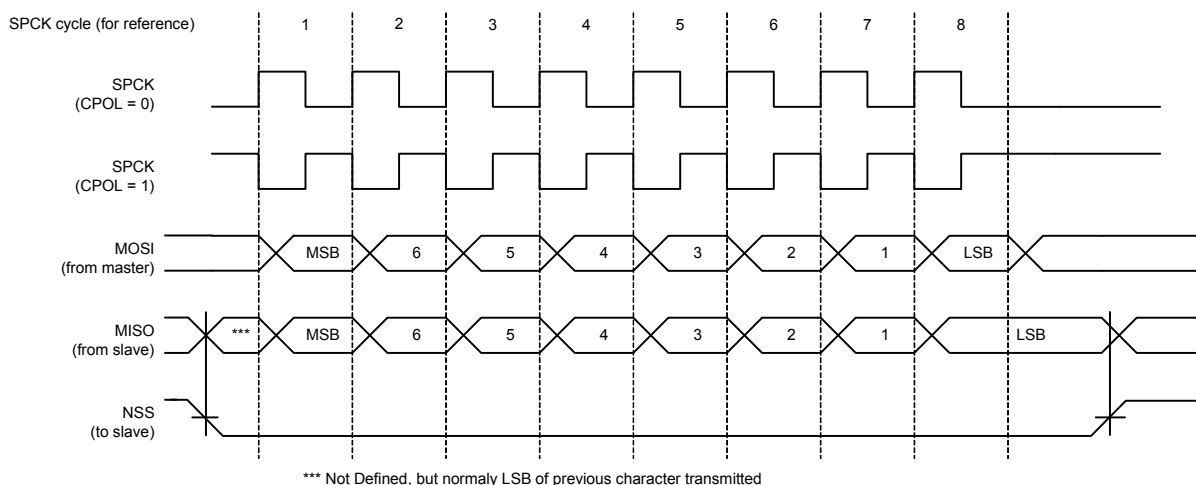 SPCK cycle (for reference) 1 2 3 4 5 6 7 8
SPCK
(CPOL = 0)
SPCK
(CPOL = 1)
MOSI
(from master)
MSB 6 5 4 3 2 1 LSB
MISO
(from slave)
*** MSB 6 5 4 3 2 1 LSB
NSS
(to slave)
*** Not Defined, but normaly LSB of previous character transmitted